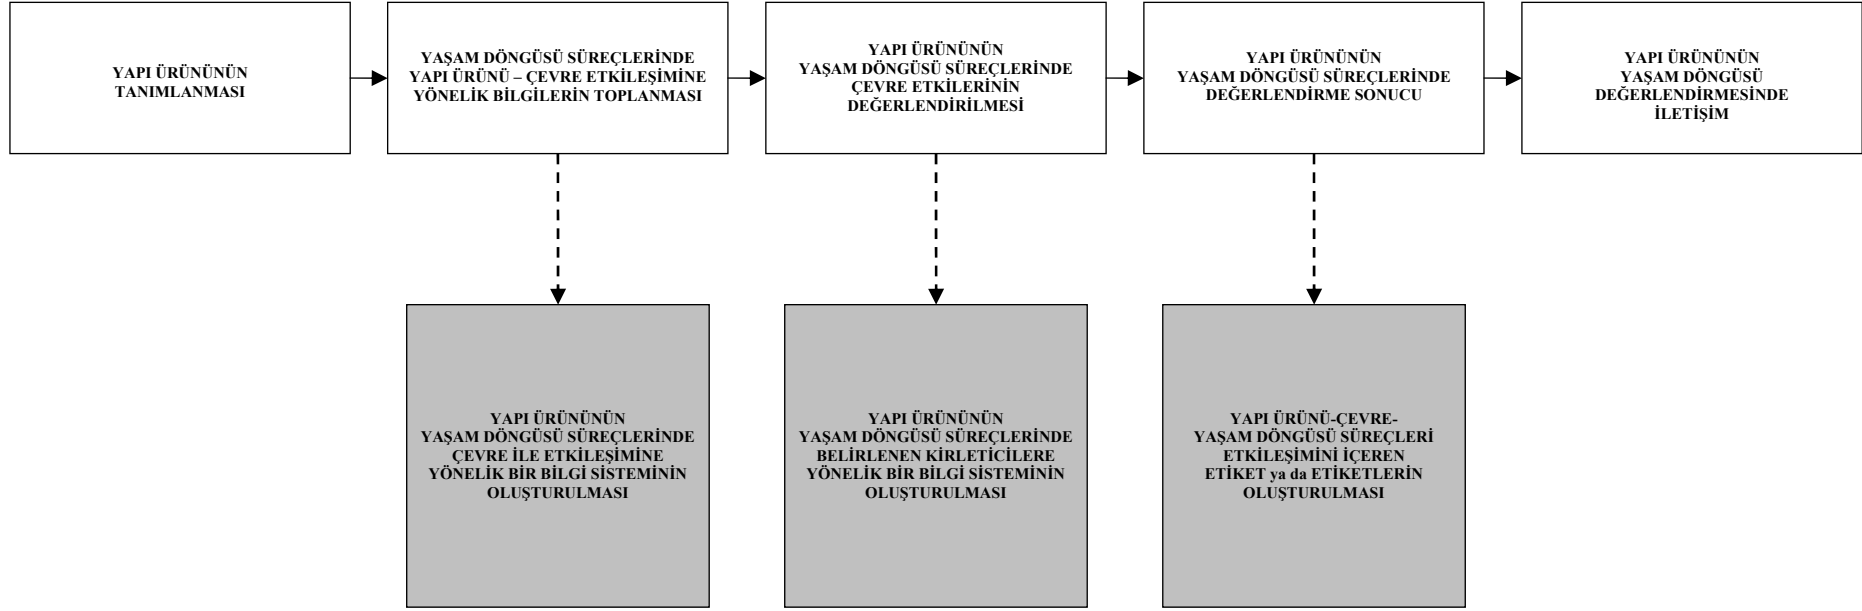 YAPI ÜRÜNÜNÜN
TANIMLANMASI
YAŞAM DÖNGÜSÜ SÜREÇLERİNDE
YAPI ÜRÜNÜ – ÇEVRE ETKİLEŞİMİNE
YÖNELİK BİLGİLERİN TOPLANMASI
YAPI ÜRÜNÜNÜN
YAŞAM DÖNGÜSÜ SÜREÇLERİNDE
ÇEVRE ETKİLERİNİN
DEĞERLENDİRİLMESİ
YAPI ÜRÜNÜNÜN
YAŞAM DÖNGÜSÜ SÜREÇLERİNDE
DEĞERLENDİRME SONUCU
YAPI ÜRÜNÜNÜN
YAŞAM DÖNGÜSÜ
DEĞERLENDİRMESİNDE
İLETİŞİM
YAPI ÜRÜNÜNÜN
YAŞAM DÖNGÜSÜ SÜREÇLERİNDE
ÇEVRE İLE ETKİLEŞİMİNE
YÖNELİK BİR BİLGİ SİSTEMİNİN
OLUŞTURULMASI
YAPI ÜRÜNÜNÜN
YAŞAM DÖNGÜSÜ SÜREÇLERİNDE
BELİRLENEN KİRLETİCİLERE
YÖNELİK BİR BİLGİ SİSTEMİNİN
OLUŞTURULMASI
YAPI ÜRÜNÜ-ÇEVRE-
YAŞAM DÖNGÜSÜ SÜREÇLERİ
ETKİLEŞİMİNİ İÇEREN
ETİKET ya da ETİKETLERİN
OLUŞTURULMASI